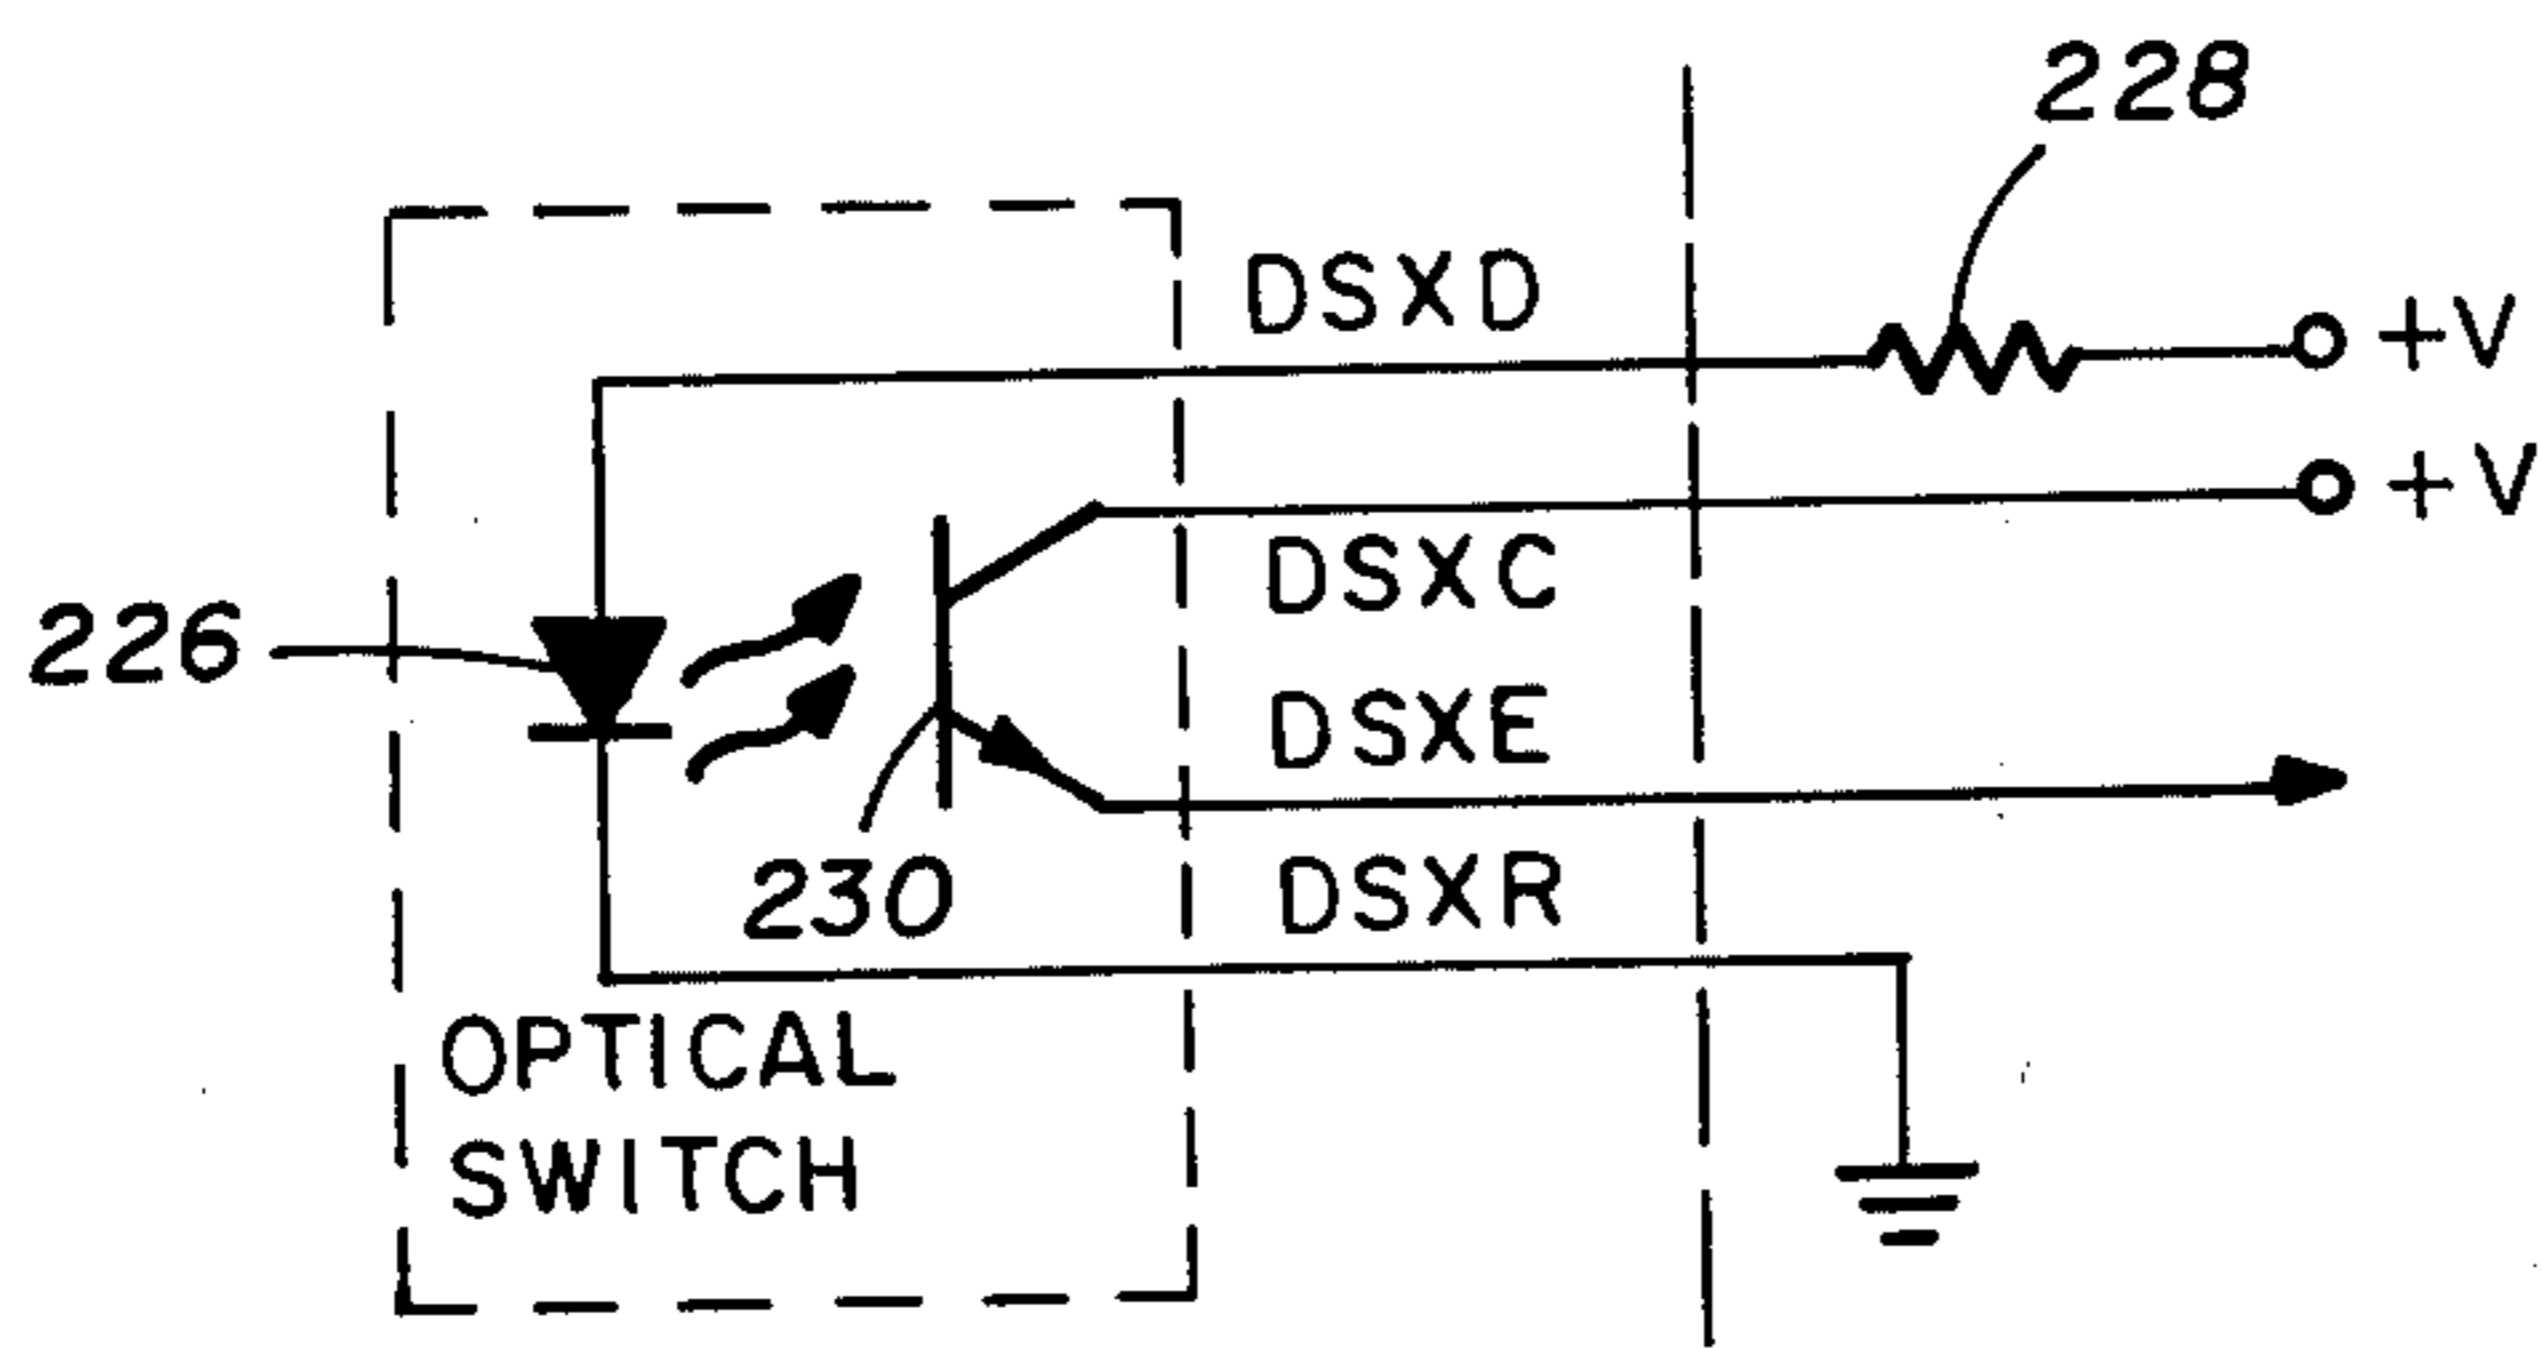 228
DSXD
+V
+V
DSXC
226
DSXE
230
DSXR
OPTICAL
SWITCH